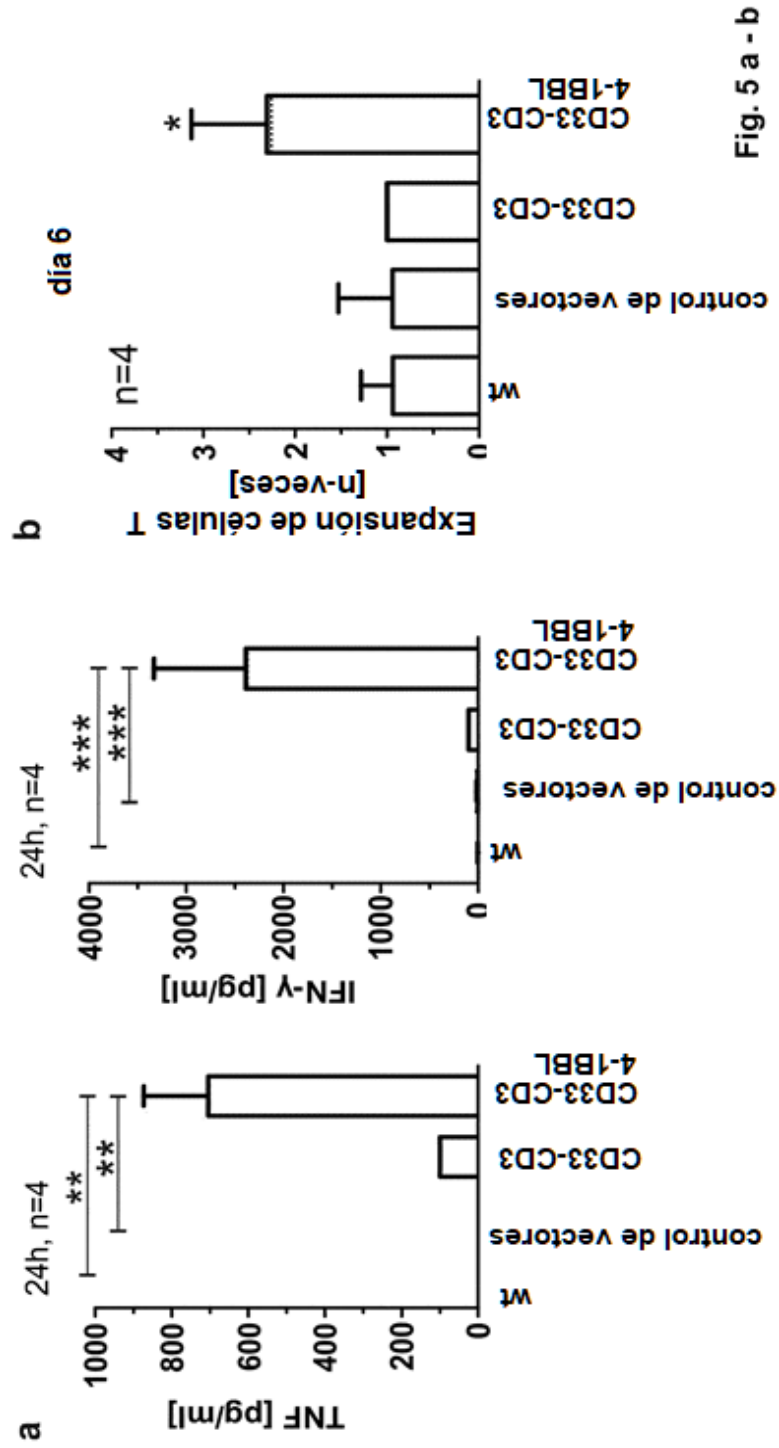 a
24h, n=4
**
**
TNF [pg/ml]
1000
800
600
400
200
0
wt
control de vectores
CD33-CD3
CD33-CD3
4-1BBL
24h, n=4
***
***
IFN-γ [pg/ml]
4000
3000
2000
1000
0
wt
control de vectores
CD33-CD3
CD33-CD3
4-1BBL
b
día 6
n=4
*
Expansión de células T
[n-veces]
4
3
2
1
0
wt
control de vectores
CD33-CD3
CD33-CD3
4-1BBL
Fig. 5 a - b